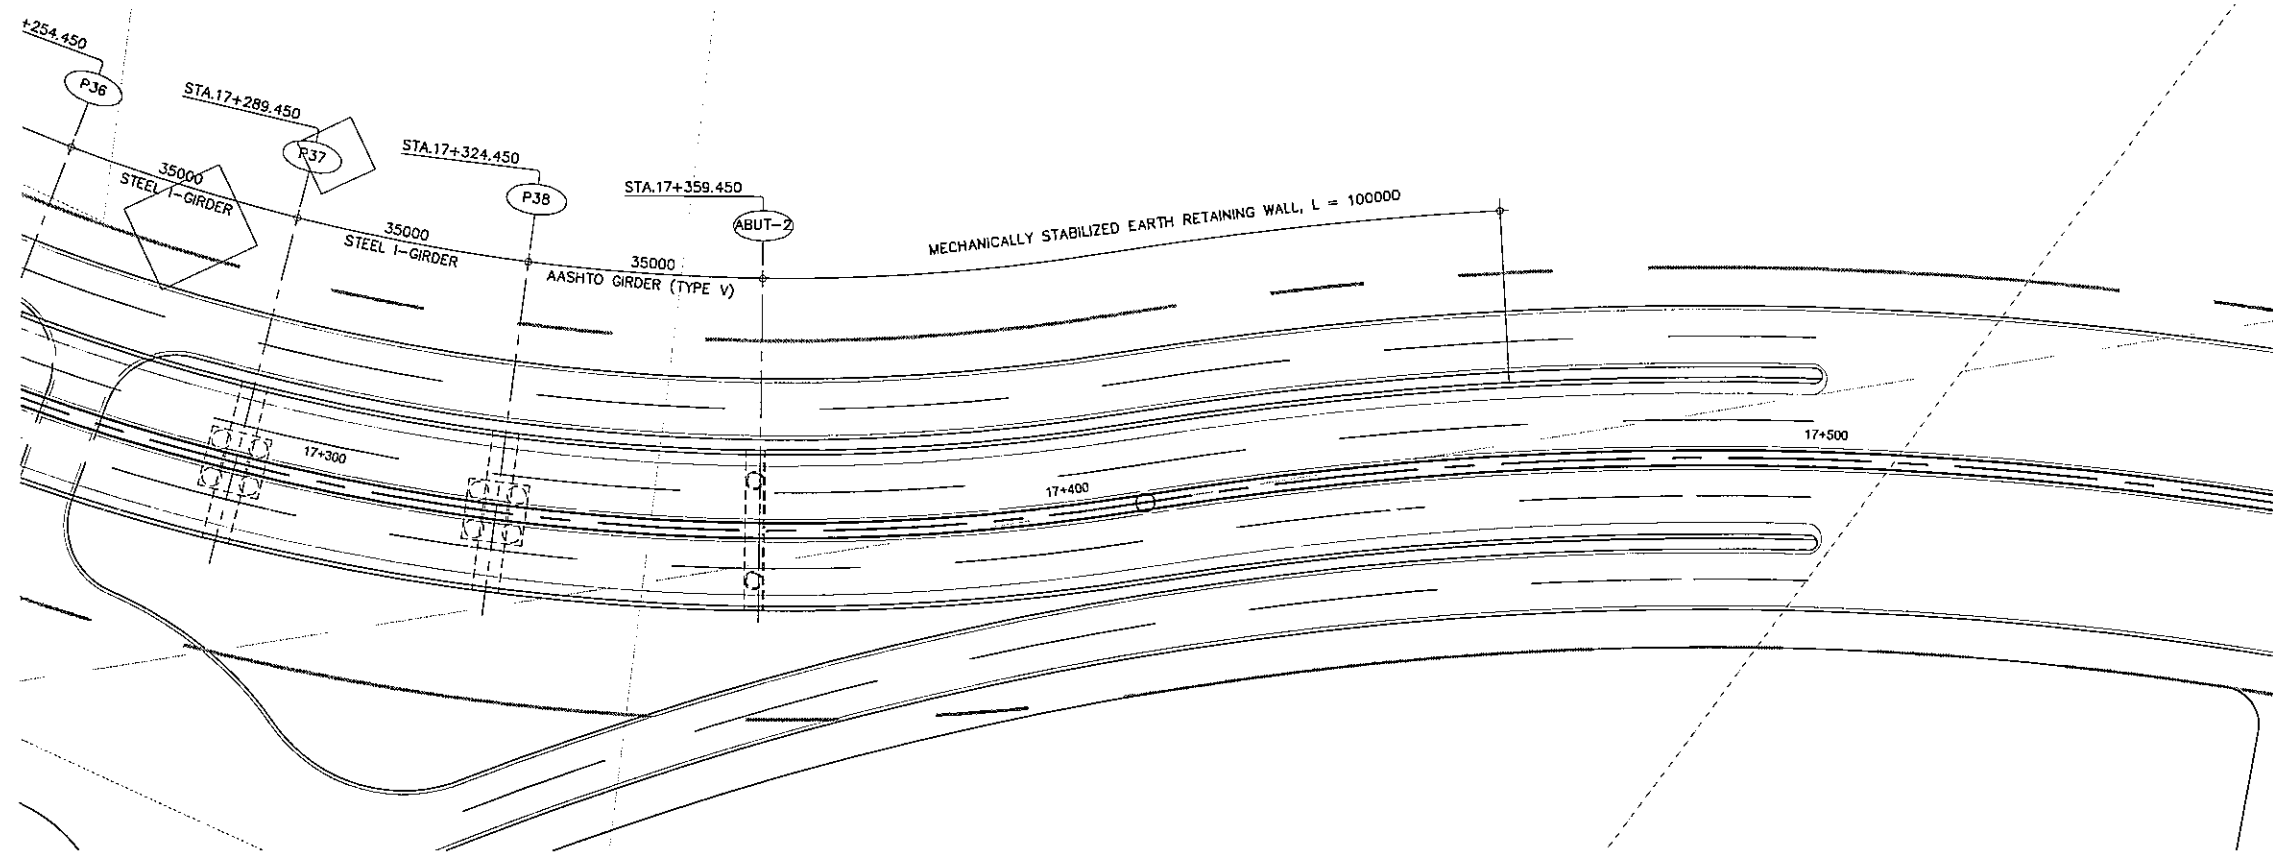 +254.450
P36
STA.17+289.450
P37
STA.17+324.450
P38
STA.17+359.450
ABUT-2
35000
STEEL I-GIRDER
35000
STEEL I-GIRDER
35000
AASHTO GIRDER (TYPE V)
MECHANICALLY STABILIZED EARTH RETAINING WALL, L = 100000
17+300
17+400
17+500